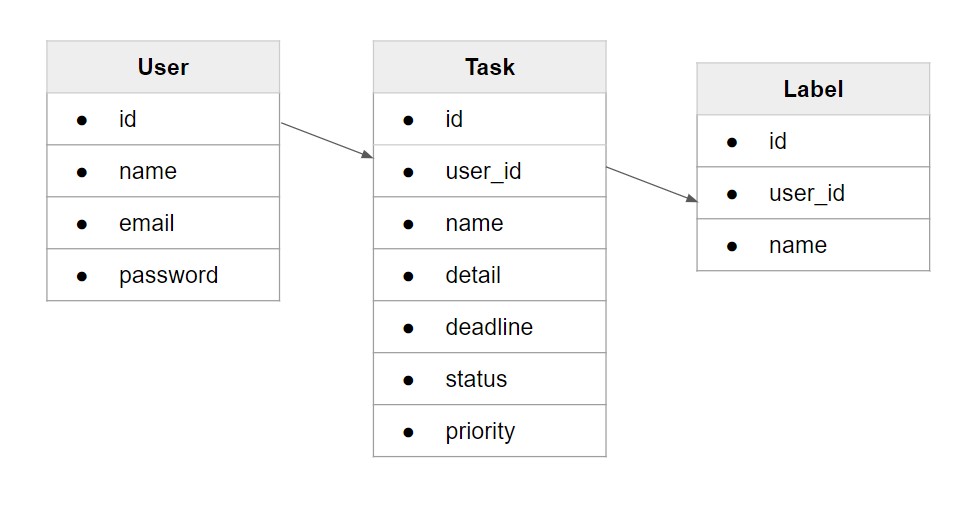 User
● id
● name
● email
● password
Task
● id
● user_id
● name
● detail
● deadline
● status
● priority
Label
● id
● user_id
● name